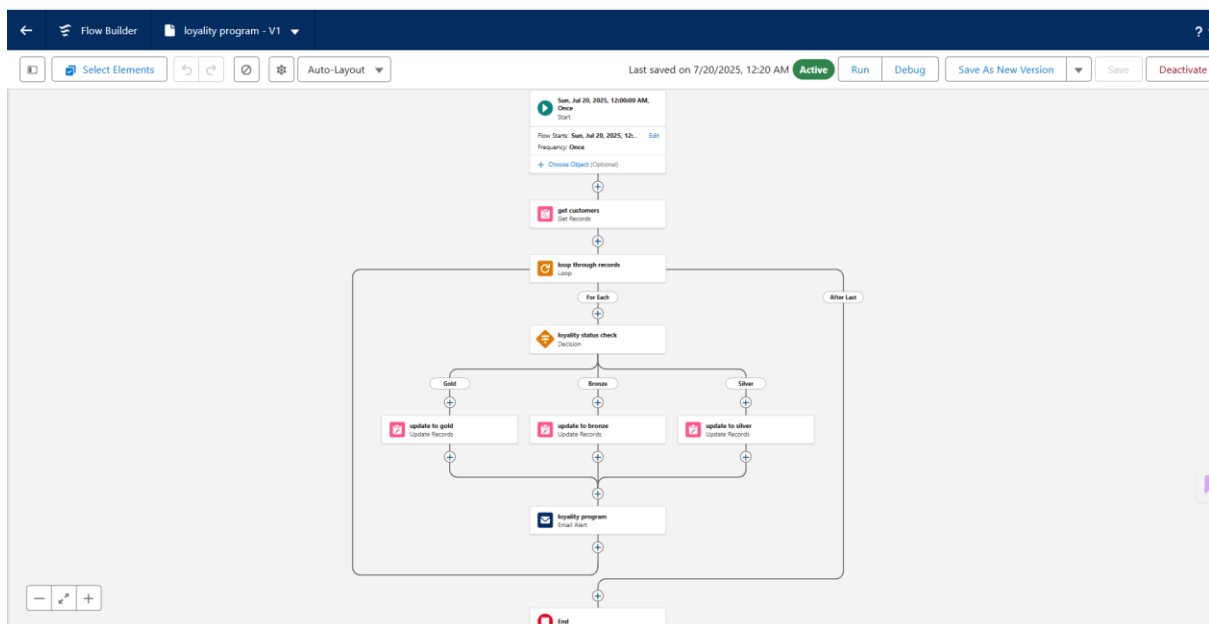 Flow Builder
loyality program - V1
?
Select Elements
Auto-Layout
Last saved on 7/20/2025, 12:20 AM
Active
Run
Debug
Save As New Version
Save
Deactivate
Sun, Jul 20, 2025, 12:00:00 AM,
Once
Start
Flow Starts: Sun, Jul 20, 2025, 12:... Edit
Frequency: Once
+ Choose Object (Optional)
get customers
Get Records
loop through records
Loop
For Each
After Last
loyality status check
Decision
Gold
Bronze
Silver
update to gold
Update Records
update to bronze
Update Records
update to silver
Update Records
loyality program
Email Alert
End